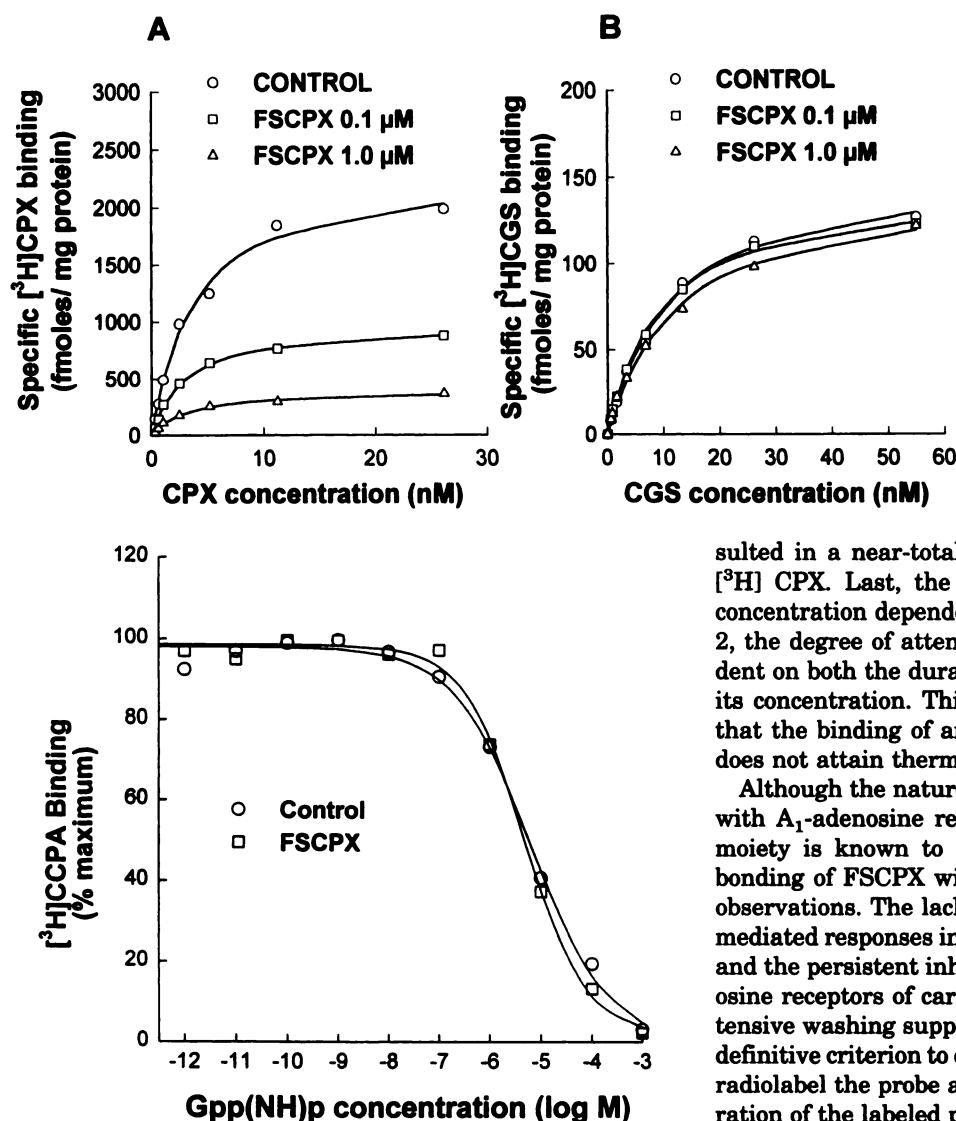 A
CONTROL
FSCPX 0.1 µM
FSCPX 1.0 µM
3000
2500
2000
1500
1000
500
0
Specific [³H]CPX binding
(fmoles/ mg protein)
0 10 20 30
CPX concentration (nM)
B
CONTROL
FSCPX 0.1 µM
FSCPX 1.0 µM
200
150
100
50
0
Specific [³H]CGS binding
(fmoles/ mg protein)
0 10 20 30 40 50 60
CGS concentration (nM)
120
100
80
60
40
20
0
[³H]CCPA Binding
(% maximum)
Control
FSCPX
-12 -11 -10 -9 -8 -7 -6 -5 -4 -3
Gpp(NH)p concentration (log M)
sulted in a near-total
[³H] CPX. Last, the
concentration depende
2, the degree of atten
dent on both the dura
its concentration. Thi
that the binding of an
does not attain therm
Although the nature
with A₁-adenosine re
moiety is known to
bonding of FSCPX wi
observations. The lack
mediated responses in
and the persistent inh
osine receptors of car
tensive washing supp
definitive criterion to
radiolabel the probe a
ration of the labeled p